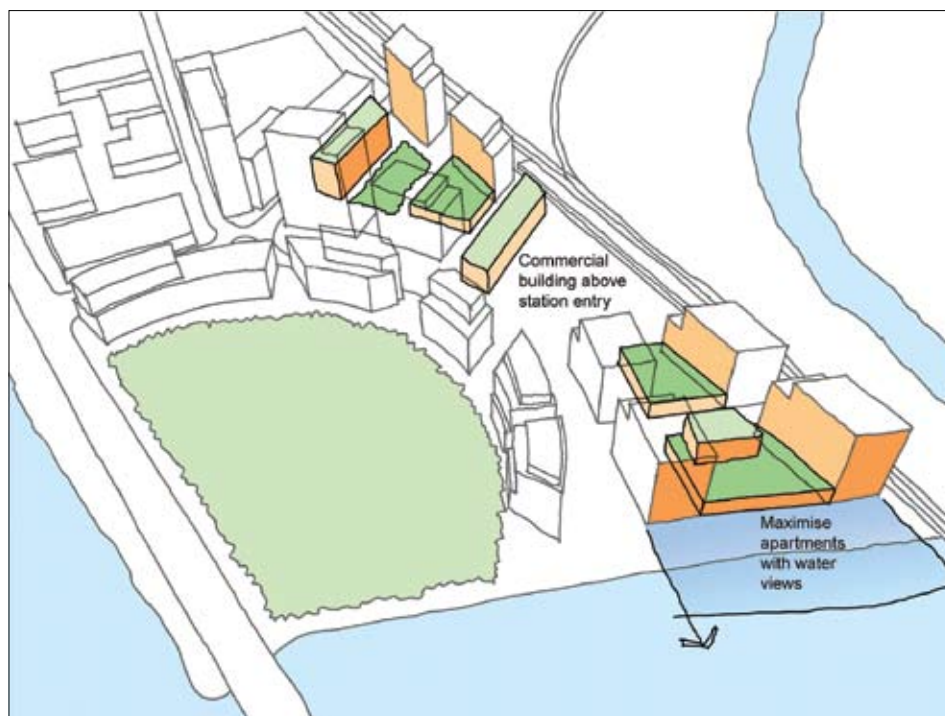 Commercial
building above
station entry
Maximise
apartments
with water
views